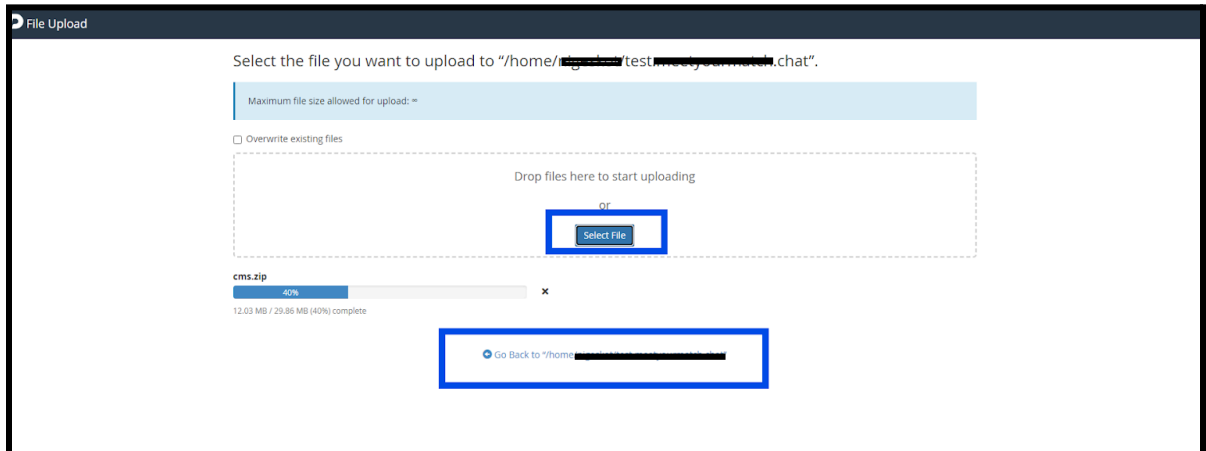 File Upload
Select the file you want to upload to “/home/ /test. .chat”.
Maximum file size allowed for upload: ∞
Overwrite existing files
Drop files here to start uploading
or
Select File
cms.zip
40%
12.03 MB / 29.86 MB (40%) complete
Go Back to “/home/